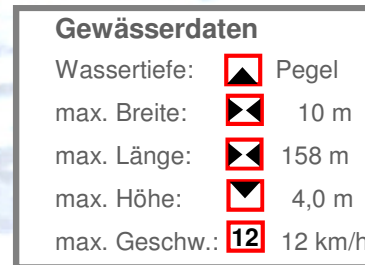 Gewässerdaten
Wassertiefe: Pegel
max. Breite: 10 m
max. Länge: 158 m
max. Höhe: 4,0 m
max. Geschw.: 12 12 km/h